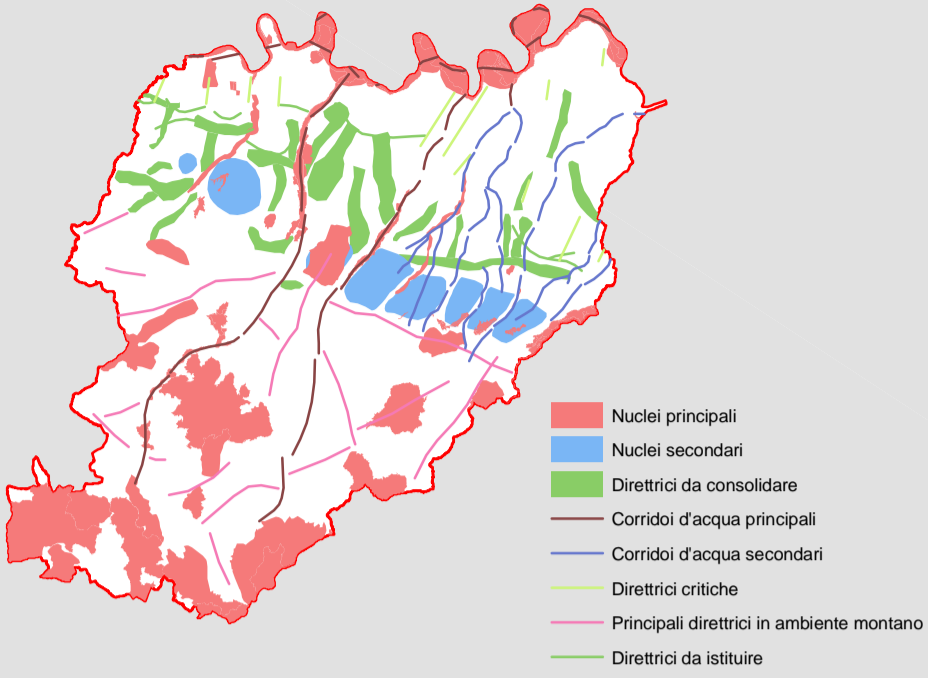 Nuclei principali
Nuclei secondari
Direttrici da consolidare
Corridoi d'acqua principali
Corridoi d'acqua secondari
Direttrici critiche
Principali direttrici in ambiente montano
Direttrici da istituire